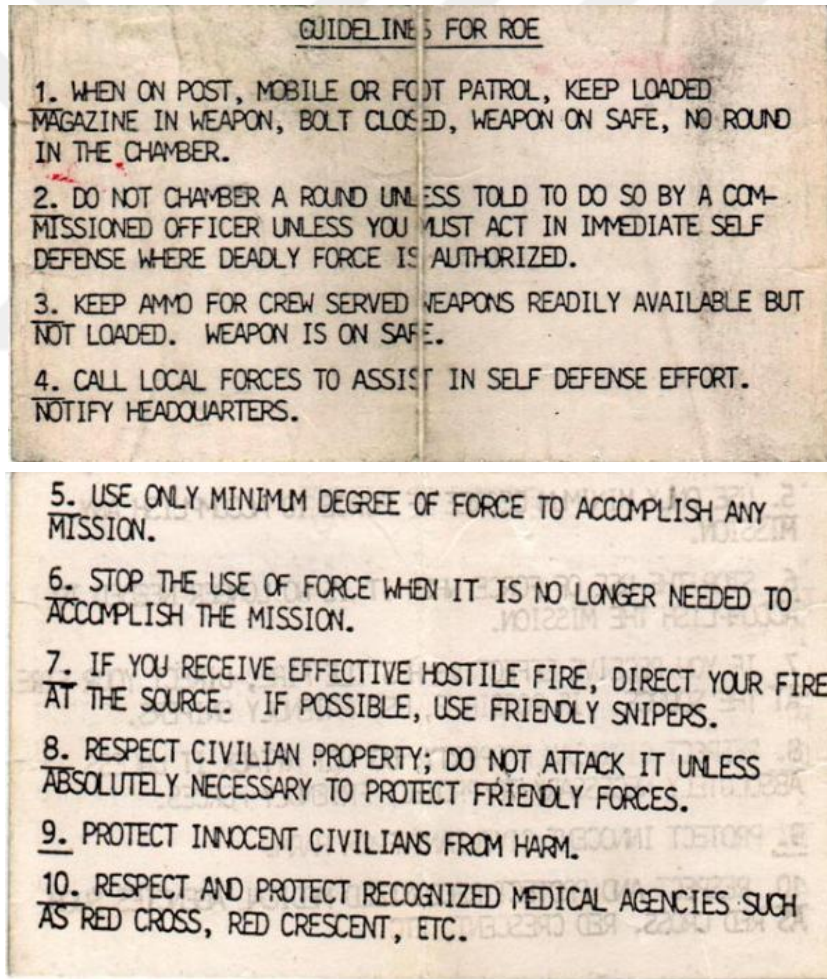 GUIDELINES FOR ROE
1. WHEN ON POST, MOBILE OR FOOT PATROL, KEEP LOADED
MAGAZINE IN WEAPON, BOLT CLOSED, WEAPON ON SAFE, NO ROUND
IN THE CHAMBER.
2. DO NOT CHAMBER A ROUND UNLESS TOLD TO DO SO BY A COM-
MISSIONED OFFICER UNLESS YOU MUST ACT IN IMMEDIATE SELF
DEFENSE WHERE DEADLY FORCE IS AUTHORIZED.
3. KEEP AMMO FOR CREW SERVED WEAPONS READILY AVAILABLE BUT
NOT LOADED. WEAPON IS ON SAFE.
4. CALL LOCAL FORCES TO ASSIST IN SELF DEFENSE EFFORT.
NOTIFY HEADQUARTERS.
5. USE ONLY MINIMUM DEGREE OF FORCE TO ACCOMPLISH ANY
MISSION.
6. STOP THE USE OF FORCE WHEN IT IS NO LONGER NEEDED TO
ACCOMPLISH THE MISSION.
7. IF YOU RECEIVE EFFECTIVE HOSTILE FIRE, DIRECT YOUR FIRE
AT THE SOURCE. IF POSSIBLE, USE FRIENDLY SNIPERS.
8. RESPECT CIVILIAN PROPERTY; DO NOT ATTACK IT UNLESS
ABSOLUTELY NECESSARY TO PROTECT FRIENDLY FORCES.
9. PROTECT INNOCENT CIVILIANS FROM HARM.
10. RESPECT AND PROTECT RECOGNIZED MEDICAL AGENCIES SUCH
AS RED CROSS, RED CRESCENT, ETC.